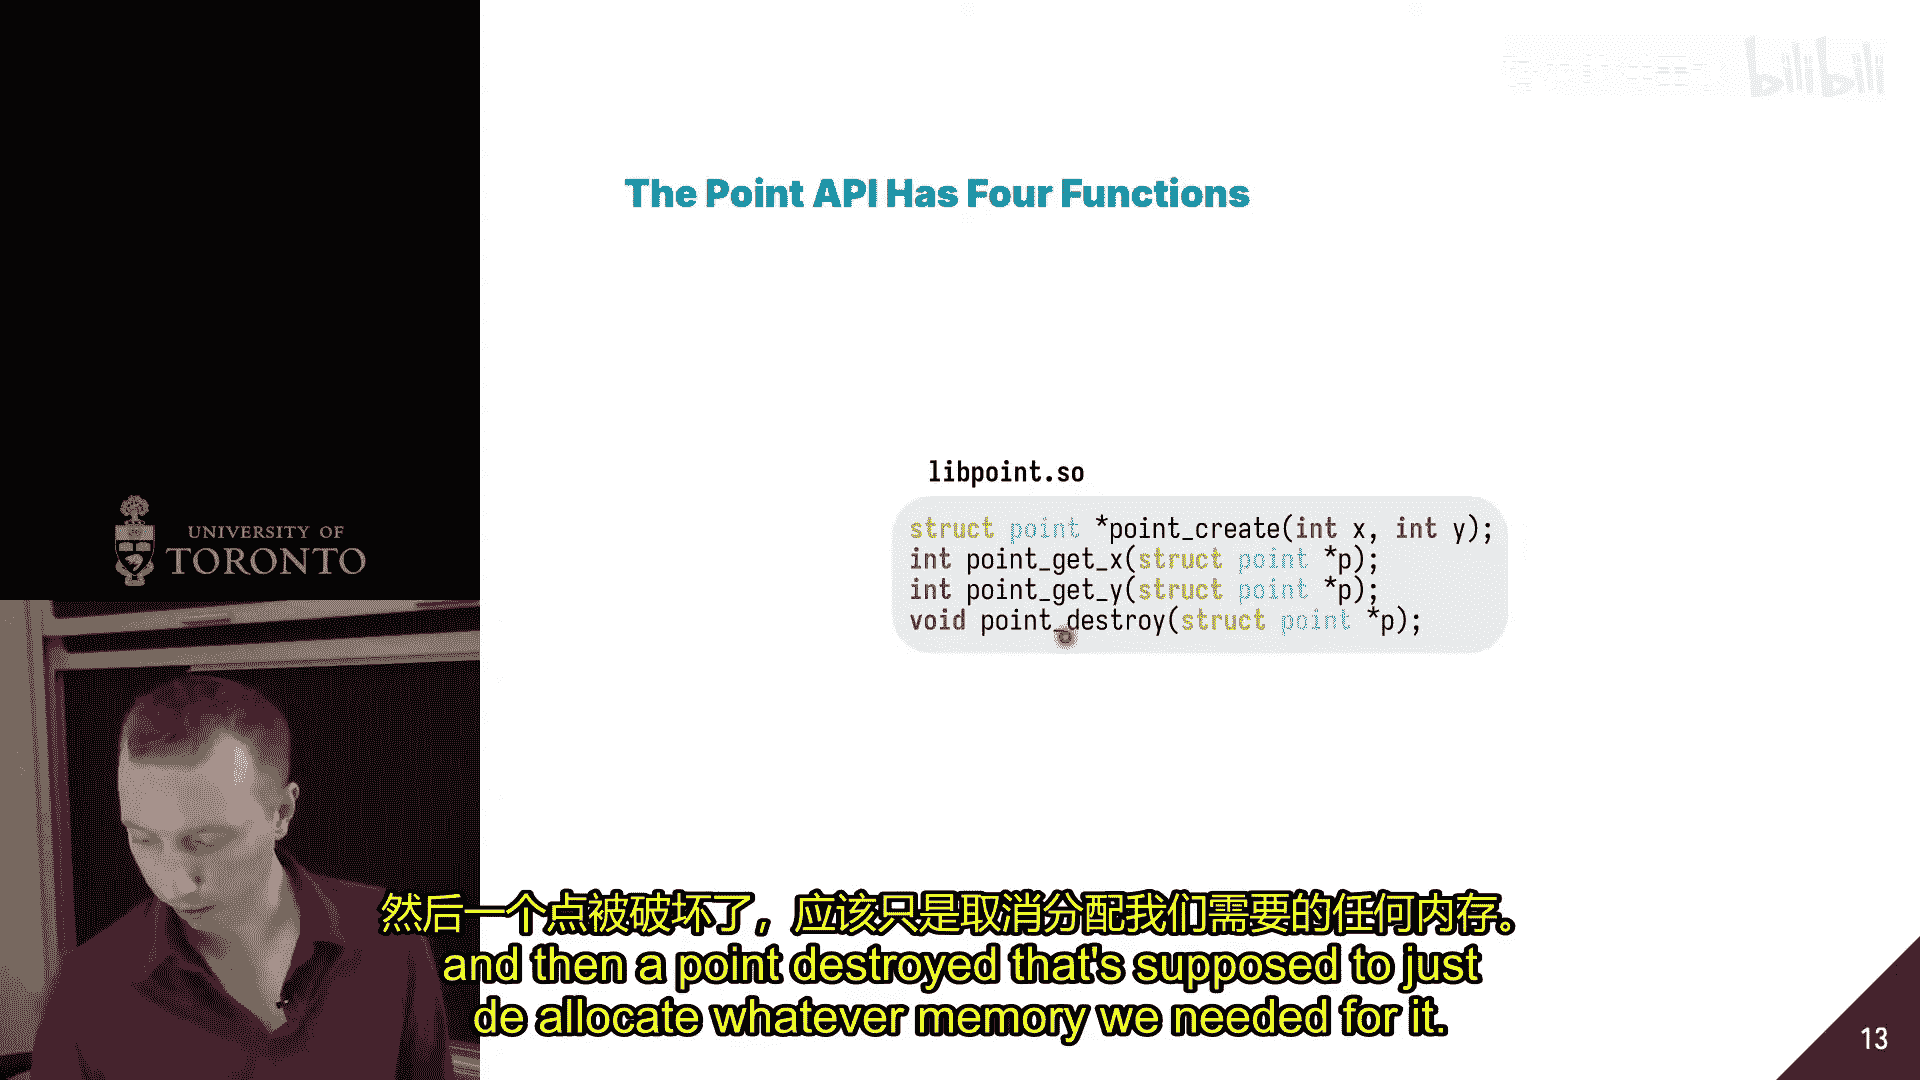 bilibili
The Point API Has Four Functions
libpoint.so
struct point *point_create(int x, int y);
int point_get_x(struct point *p);
int point_get_y(struct point *p);
void point_destroy(struct point *p);
UNIVERSITY OF
TORONTO
然后一个点被破坏了，应该只是取消分配我们需要的任何内存。
and then a point destroyed that's supposed to just
de allocate whatever memory we needed for it.
13